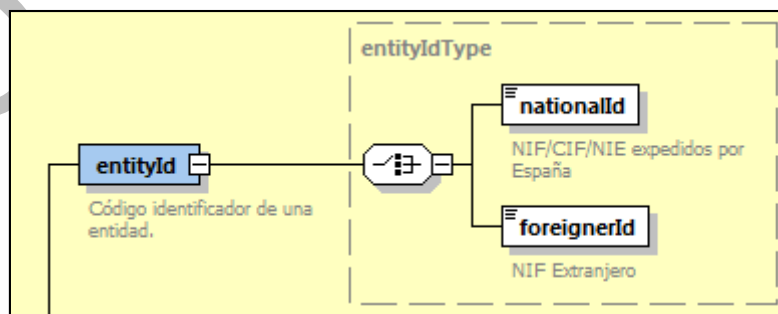 entityIdType
nationalId
NIF/CIF/NIE expedidos por
España
entityId
Código identificador de una
entidad.
foreignerId
NIF Extranjero